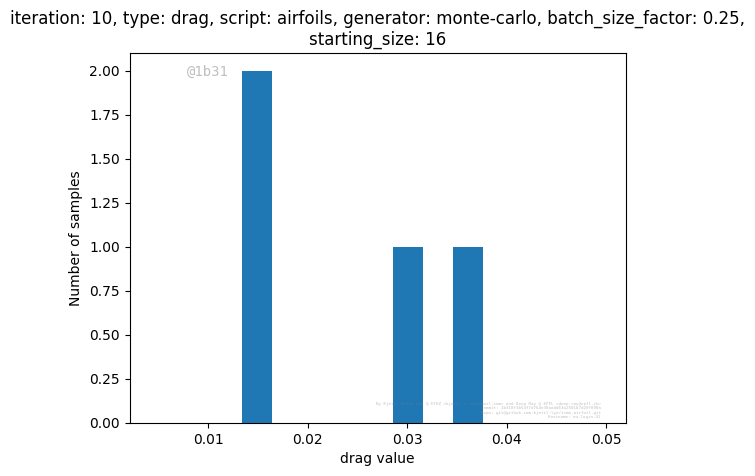 iteration: 10, type: drag, script: airfoils, generator: monte-carlo, batch_size_factor: 0.25,
starting_size: 16
@1b31
2.00
1.75
1.50
1.25
1.00
0.75
0.50
0.25
0.00
Number of samples
0.01 0.02 0.03 0.04 0.05
drag value